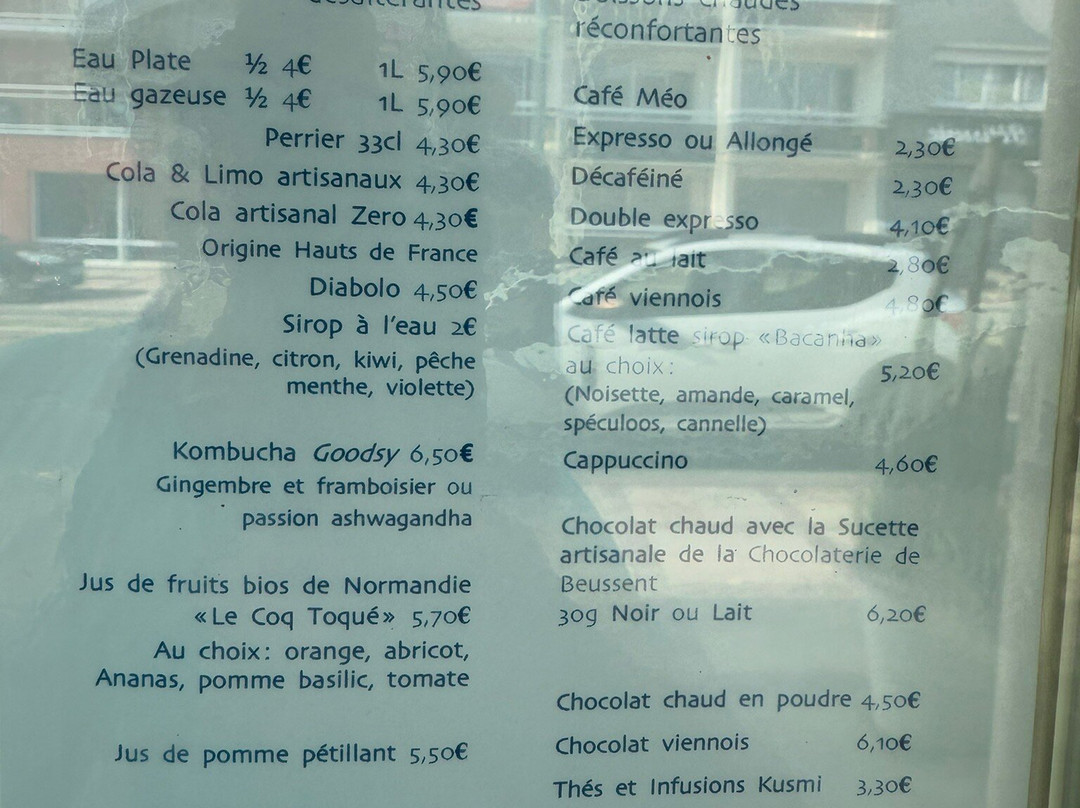 désaltérantes
Eau Plate ½ 4€ 1L 5,90€
Eau gazeuse ½ 4€ 1L 5,90€
Perrier 33cl 4,30€
Cola & Limo artisanaux 4,30€
Cola artisanal Zero 4,30€
Origine Hauts de France
Diabolo 4,50€
Sirop à l'eau 2€
(Grenadine, citron, kiwi, pêche
menthe, violette)
Kombucha Goodsy 6,50€
Gingembre et framboisier ou
passion ashwagandha
Jus de fruits bios de Normandie
«Le Coq Toqué» 5,70€
Au choix: orange, abricot,
Ananas, pomme basilic, tomate
Jus de pomme pétillant 5,50€
Boissons chaudes
réconfortantes
Café Méo
Expresso ou Allongé 2,30€
Décaféiné 2,30€
Double expresso 4,10€
Café au lait 2,80€
Café viennois 4,80€
Café latte sirop «Bacanha»
au choix: 5,20€
(Noisette, amande, caramel,
spéculoos, cannelle)
Cappuccino 4,60€
Chocolat chaud avec la Sucette
artisanale de la Chocolaterie de
Beussent
30g Noir ou Lait 6,20€
Chocolat chaud en poudre 4,50€
Chocolat viennois 6,10€
Thés et Infusions Kusmi 3,30€